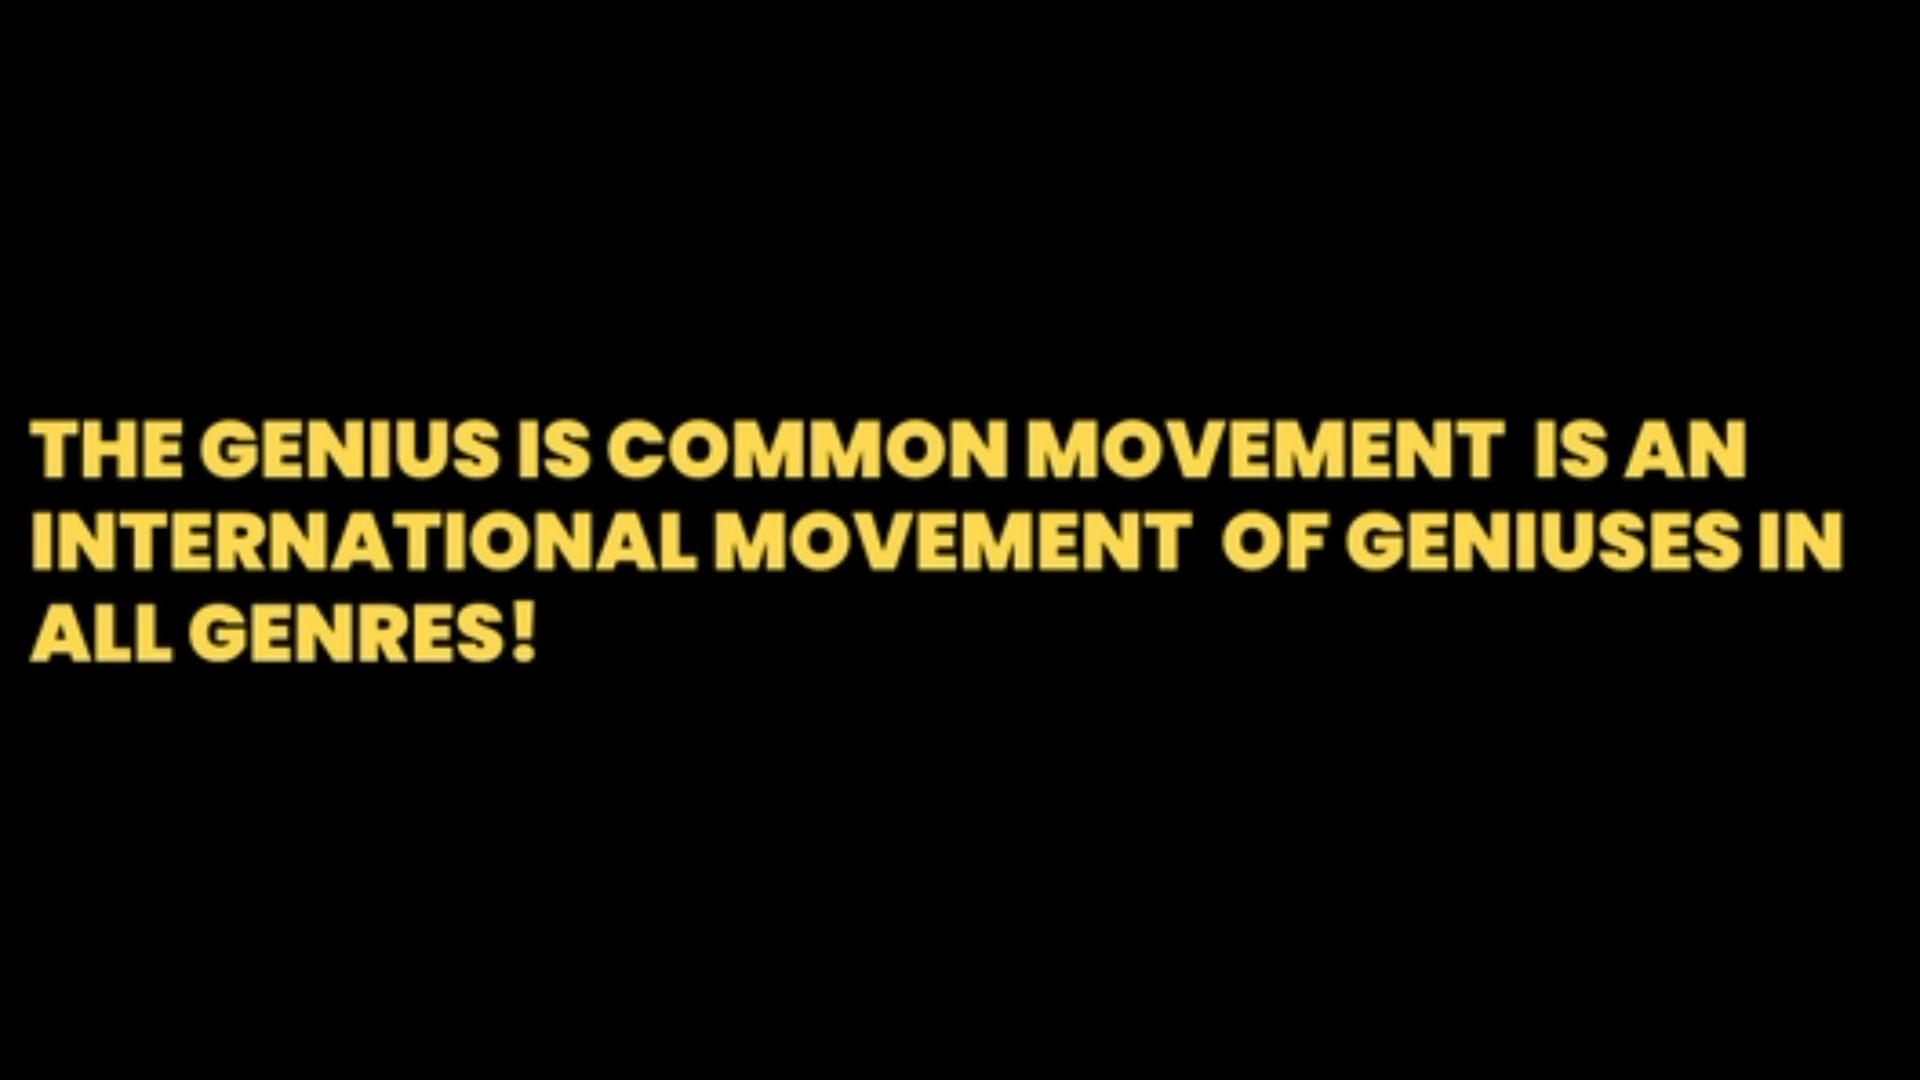 THE GENIUS IS COMMON MOVEMENT IS AN
INTERNATIONAL MOVEMENT OF GENIUSES IN
ALL GENRES!